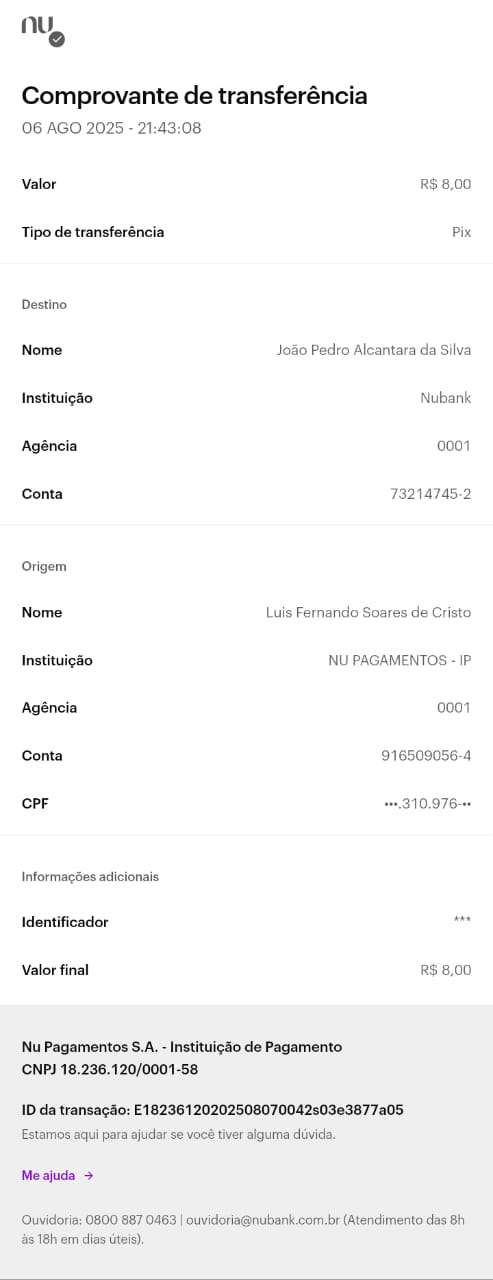 nu
Comprovante de transferência
06 AGO 2025 - 21:43:08
Valor R$ 8,00
Tipo de transferência Pix
Destino
Nome João Pedro Alcantara da Silva
Instituição Nubank
Agência 0001
Conta 73214745-2
Origem
Nome Luis Fernando Soares de Cristo
Instituição NU PAGAMENTOS - IP
Agência 0001
Conta 916509056-4
CPF •••.310.976-••
Informações adicionais
Identificador ***
Valor final R$ 8,00
Nu Pagamentos S.A. - Instituição de Pagamento
CNPJ 18.236.120/0001-58
ID da transação: E18236120202508070042s03e3877a05
Estamos aqui para ajudar se você tiver alguma dúvida.
Me ajuda →
Ouvidoria: 0800 887 0463 | ouvidoria@nubank.com.br (Atendimento das 8h
às 18h em dias úteis).